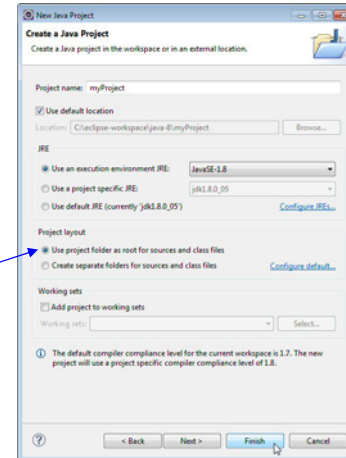 New Java Project
Create a Java Project
Create a Java project in the workspace or in an external location.
Project name: myProject
Use default location
Location: C:\eclipse-workspace\java-8\myProject Browse...
JRE
Use an execution environment JRE: JavaSE-1.8
Use a project specific JRE: jdk1.8.0_05
Use default JRE (currently 'jdk1.8.0_05') Configure JREs...
Project layout
Use project folder as root for sources and class files
Create separate folders for sources and class files Configure default...
Working sets
Add project to working sets
Working sets: Select...
The default compiler compliance level for the current workspace is 1.7. The new
project will use a project specific compiler compliance level of 1.8.
? < Back Next > Finish Cancel